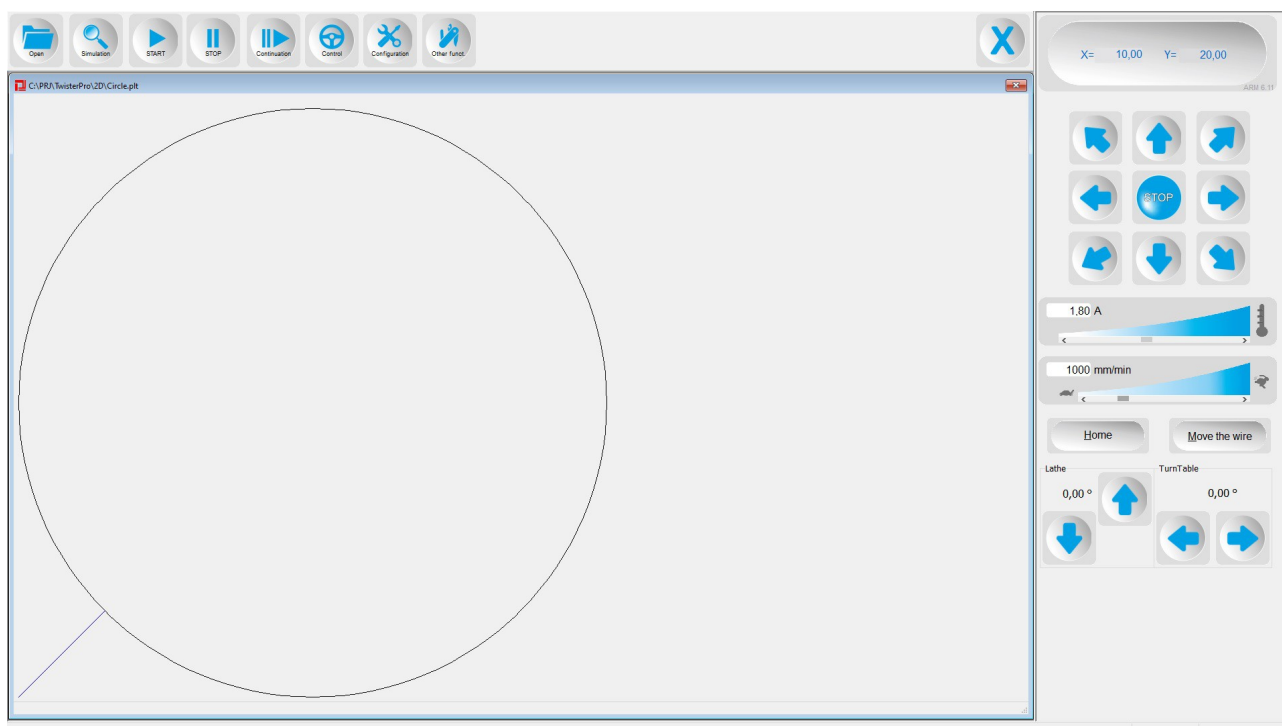 Open
Simulation
START
STOP
Continuation
Control
Configuration
Other funct.
X
X= 10,00 Y= 20,00
ARM 6.11
C:\PRJ\TwisterPro\2D\Circle.plt
STOP
1,80 A
1000 mm/min
Home
Move the wire
Lathe
TurnTable
0,00 °
0,00 °